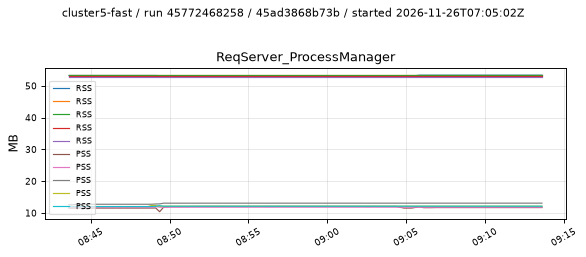 cluster5-fast / run 45772468258 / 45ad3868b73b / started 2026-11-26T07:05:02Z
ReqServer_ProcessManager
MB
50
40
30
20
10
RSS
RSS
RSS
RSS
RSS
PSS
PSS
PSS
PSS
PSS
08:45
08:50
08:55
09:00
09:05
09:10
09:15